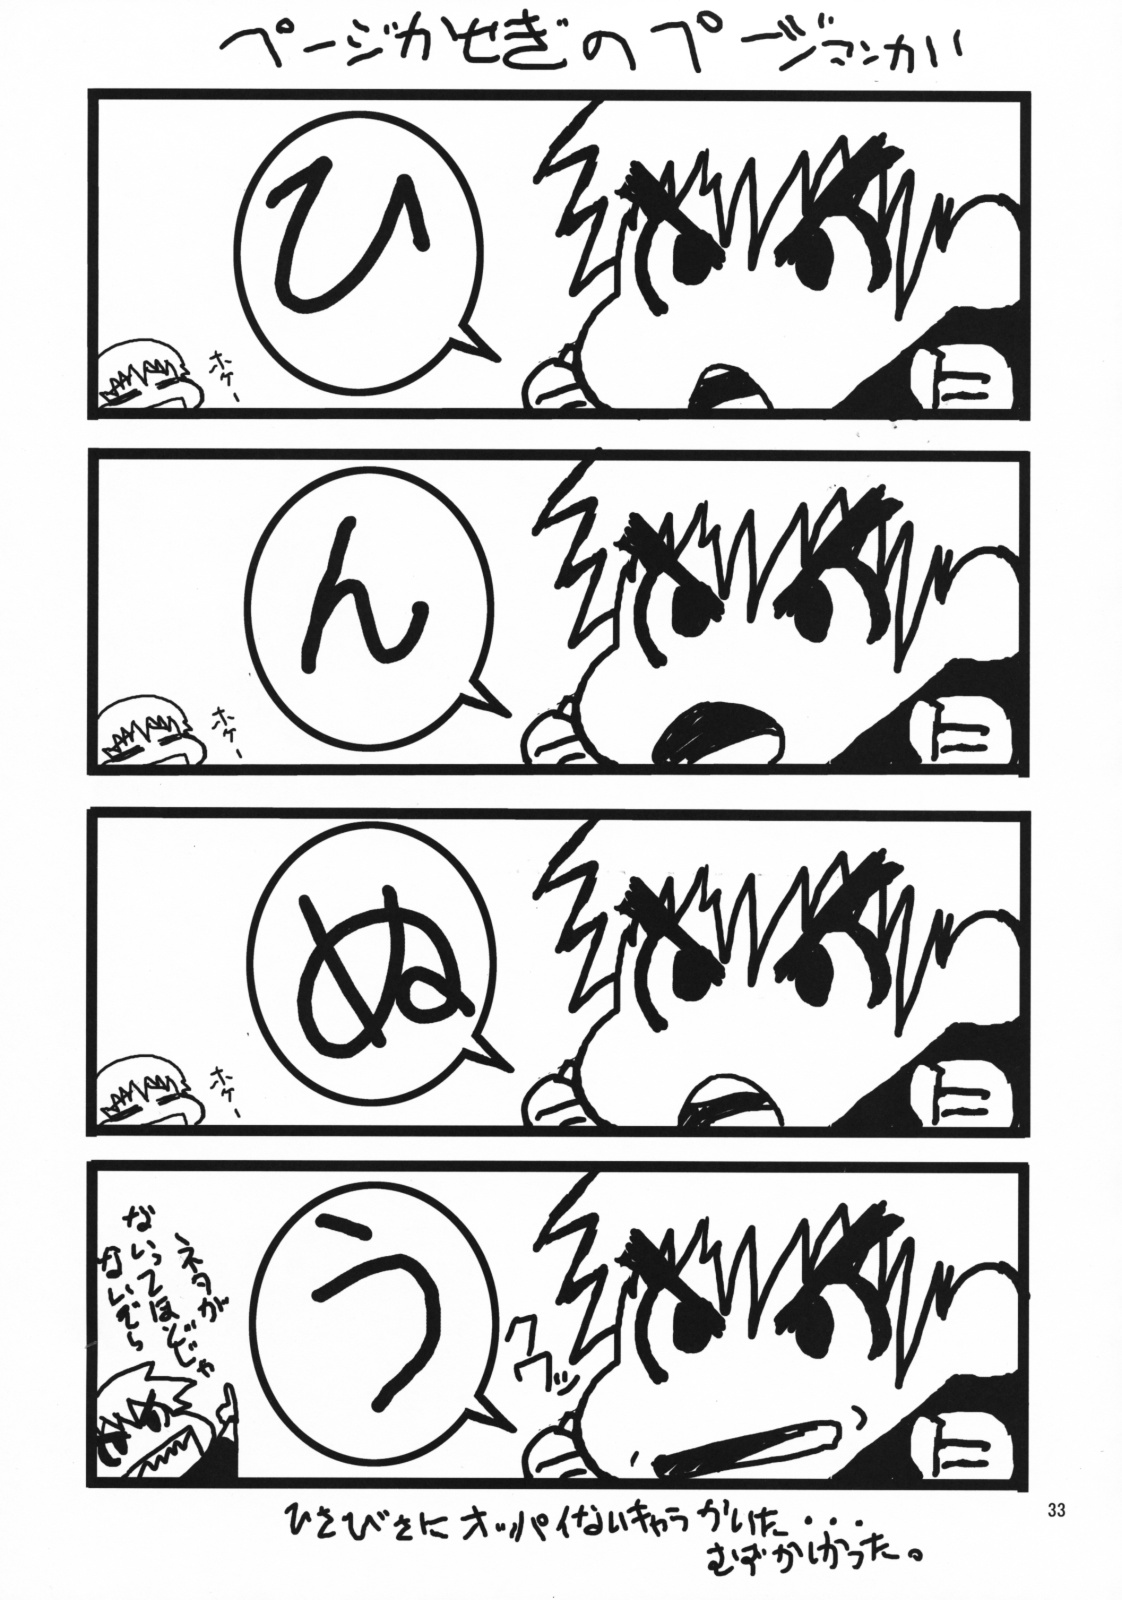 ページかせぎのページマンガ!!
ひ
ホケー
ん
ホケー
ぬ
ホケー
う
クワッ
ネタが
ないってほどじゃ
ないむら
ひさびさにオッパイないキャラかいた・・・
むずかしかった。
33